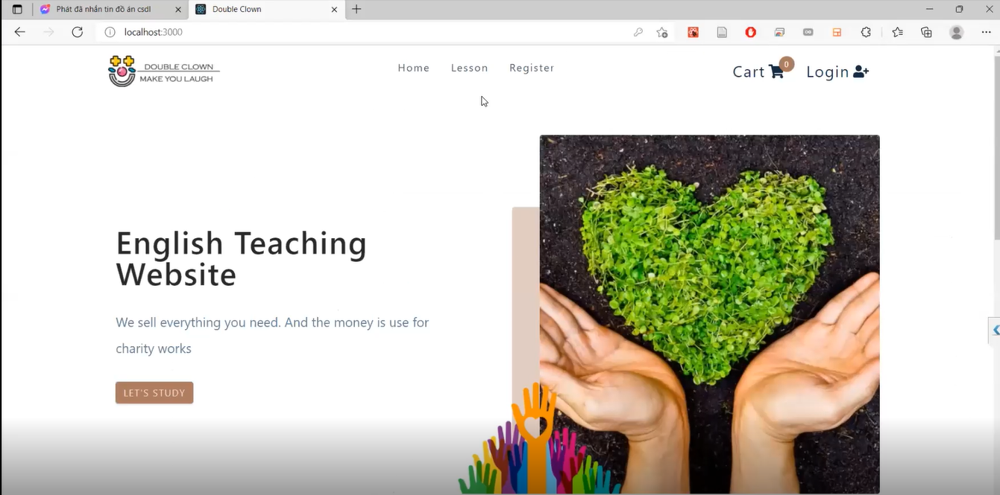 Phát đã nhắn tin đồ án csdl
Double Clown
localhost:3000
DOUBLE CLOWN
MAKE YOU LAUGH
Home Lesson Register
Cart 0 Login
English Teaching
Website
We sell everything you need. And the money is use for
charity works
LET'S STUDY